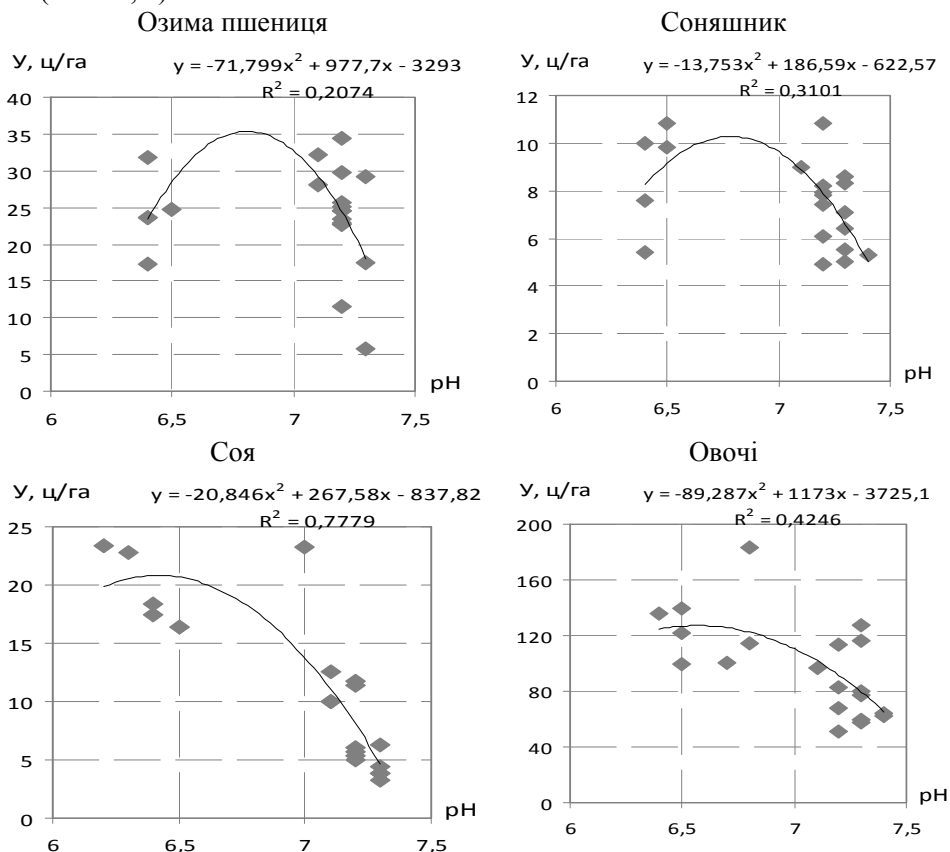 Озима пшениця
У, ц/га
y = -71,799x² + 977,7x - 3293
R² = 0,2074
40
35
30
25
20
15
10
5
0
6 6,5 7 7,5
pH
Соняшник
У, ц/га
y = -13,753x² + 186,59x - 622,57
R² = 0,3101
12
10
8
6
4
2
0
6 6,5 7 7,5
pH
Соя
У, ц/га
y = -20,846x² + 267,58x - 837,82
R² = 0,7779
25
20
15
10
5
0
6 6,5 7 7,5
pH
Овочі
У, ц/га
y = -89,287x² + 1173x - 3725,1
R² = 0,4246
200
160
120
80
40
0
6 6,5 7 7,5
pH